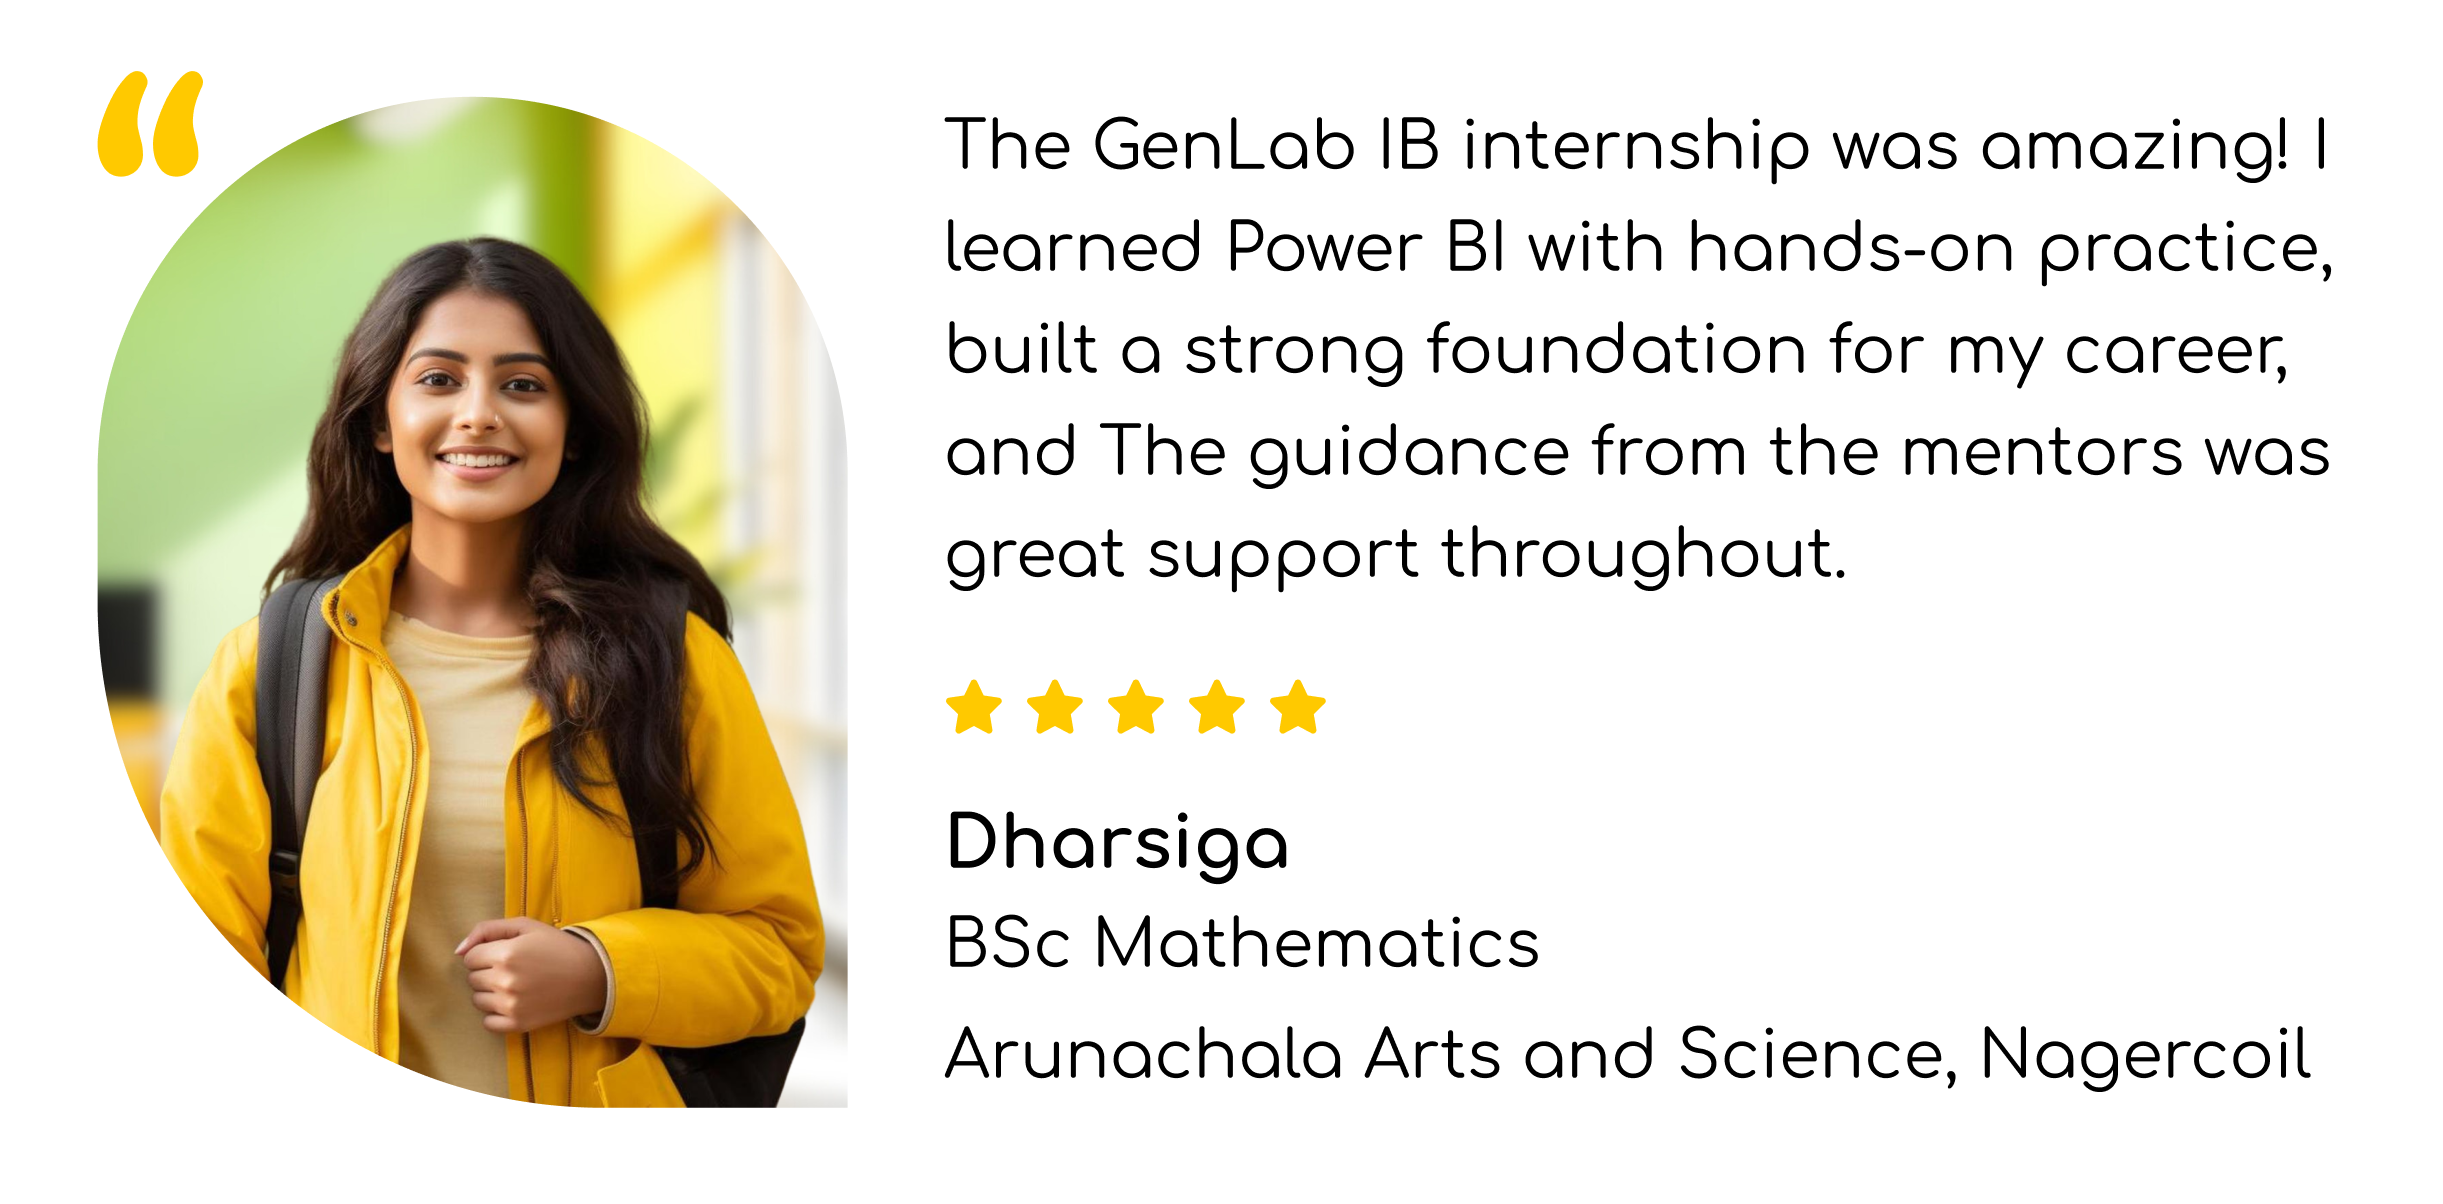 The GenLab IB internship was amazing! I
learned Power BI with hands-on practice,
built a strong foundation for my career,
and The guidance from the mentors was
great support throughout.
Dharsiga
BSc Mathematics
Arunachala Arts and Science, Nagercoil